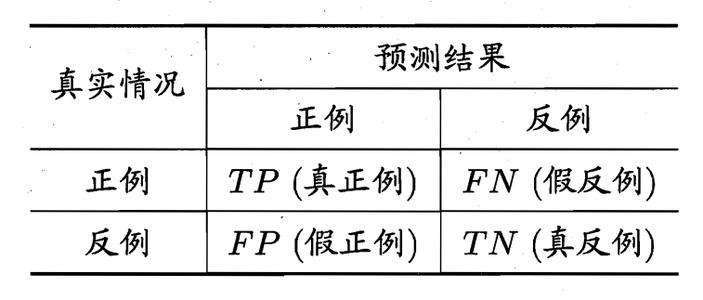 真实情况 预测结果
正例 反例
正例 TP (真正例) FN (假反例)
反例 FP (假正例) TN (真反例)